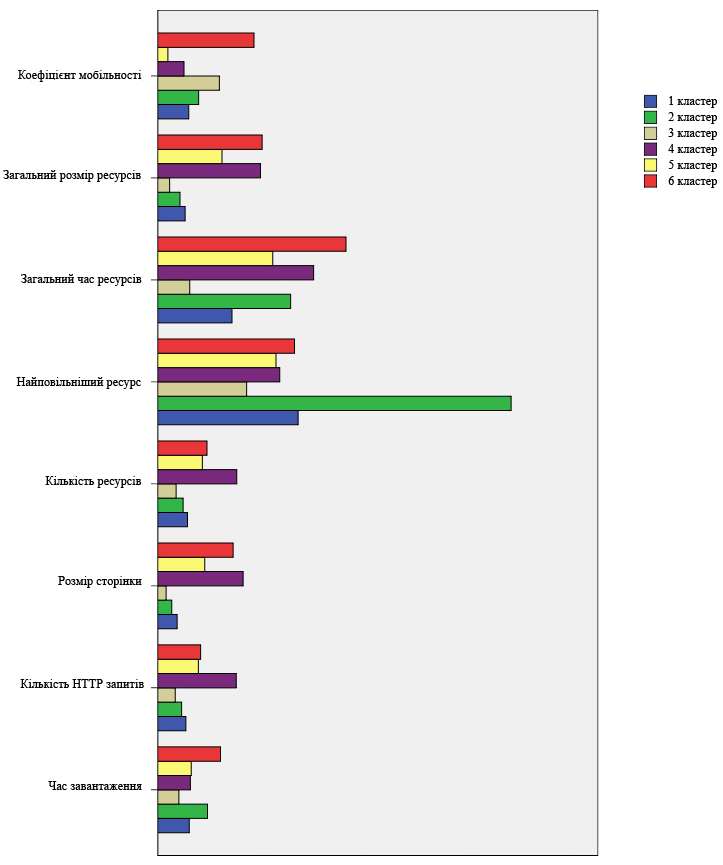 Коефіцієнт мобільності
Загальний розмір ресурсів
Загальний час ресурсів
Найповільніший ресурс
Кількість ресурсів
Розмір сторінки
Кількість HTTP запитів
Час завантаження
1 кластер
2 кластер
3 кластер
4 кластер
5 кластер
6 кластер